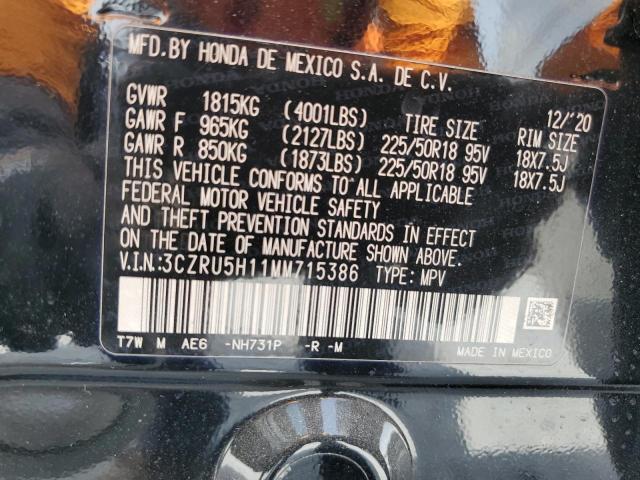 MFD. BY HONDA DE MEXICO S.A. DE C.V.
12/'20
GVWR 1815KG (4001LBS) TIRE SIZE RIM SIZE
GAWR F 965KG (2127LBS) 225/50R18 95V 18X7.5J
GAWR R 850KG (1873LBS) 225/50R18 95V 18X7.5J
THIS VEHICLE CONFORMS TO ALL APPLICABLE
FEDERAL MOTOR VEHICLE SAFETY
AND THEFT PREVENTION STANDARDS IN EFFECT
ON THE DATE OF MANUFACTURE SHOWN ABOVE.
V.I.N.:3CZRU5H11MM715386 TYPE: MPV
T7W M AE6 -NH731P -R -M
MADE IN MEXICO